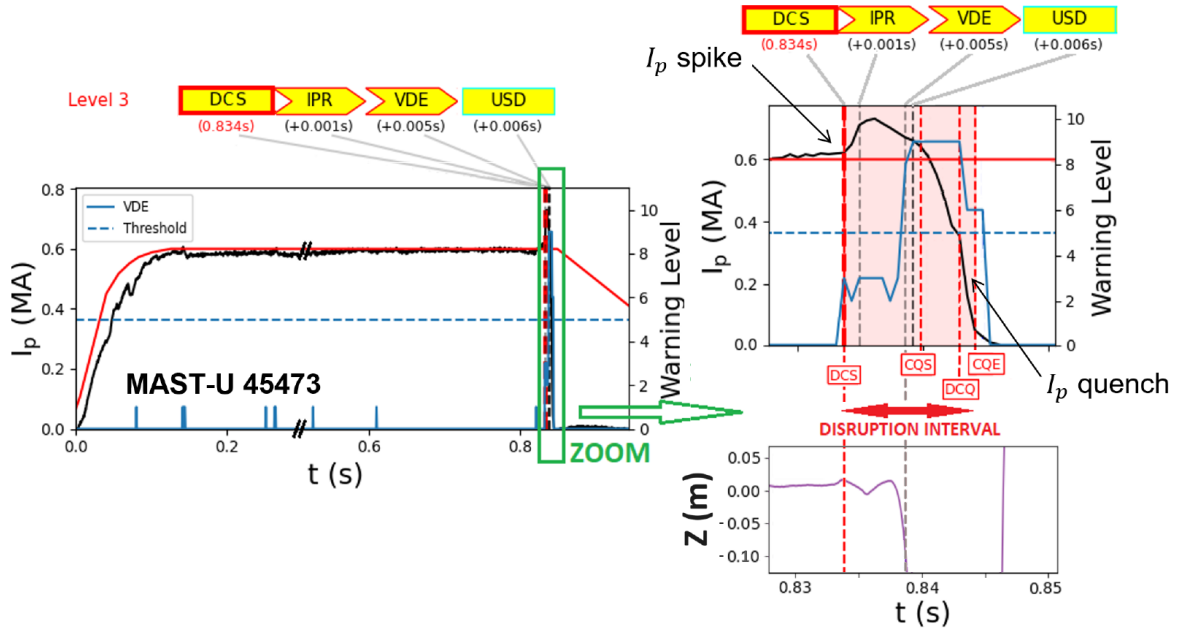 Level 3
DCS
IPR
VDE
USD
(0.834s)
(+0.001s)
(+0.005s)
(+0.006s)
VDE
Threshold
I_p (MA)
0.8
0.6
0.4
0.2
0.0
MAST-U 45473
0.0
0.2
0.6
0.8
t (s)
10
8
6
4
2
0
Warning Level
ZOOM
DCS
IPR
VDE
USD
(0.834s)
(+0.001s)
(+0.005s)
(+0.006s)
I_p spike
I_p (MA)
0.6
0.4
0.2
0.0
10
8
6
4
2
0
Warning Level
DCS
CQS
DCQ
CQE
I_p quench
DISRUPTION INTERVAL
Z (m)
0.05
0.00
-0.05
-0.10
0.83
0.84
0.85
t (s)